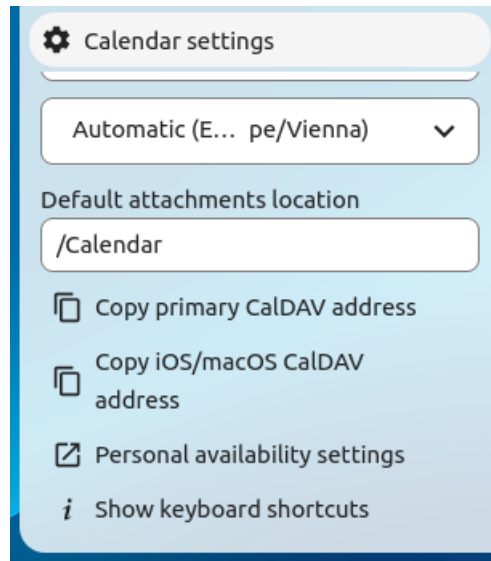 Calendar settings
Automatic (E... pe/Vienna)
Default attachments location
/Calendar
Copy primary CalDAV address
Copy iOS/macOS CalDAV
address
Personal availability settings
Show keyboard shortcuts